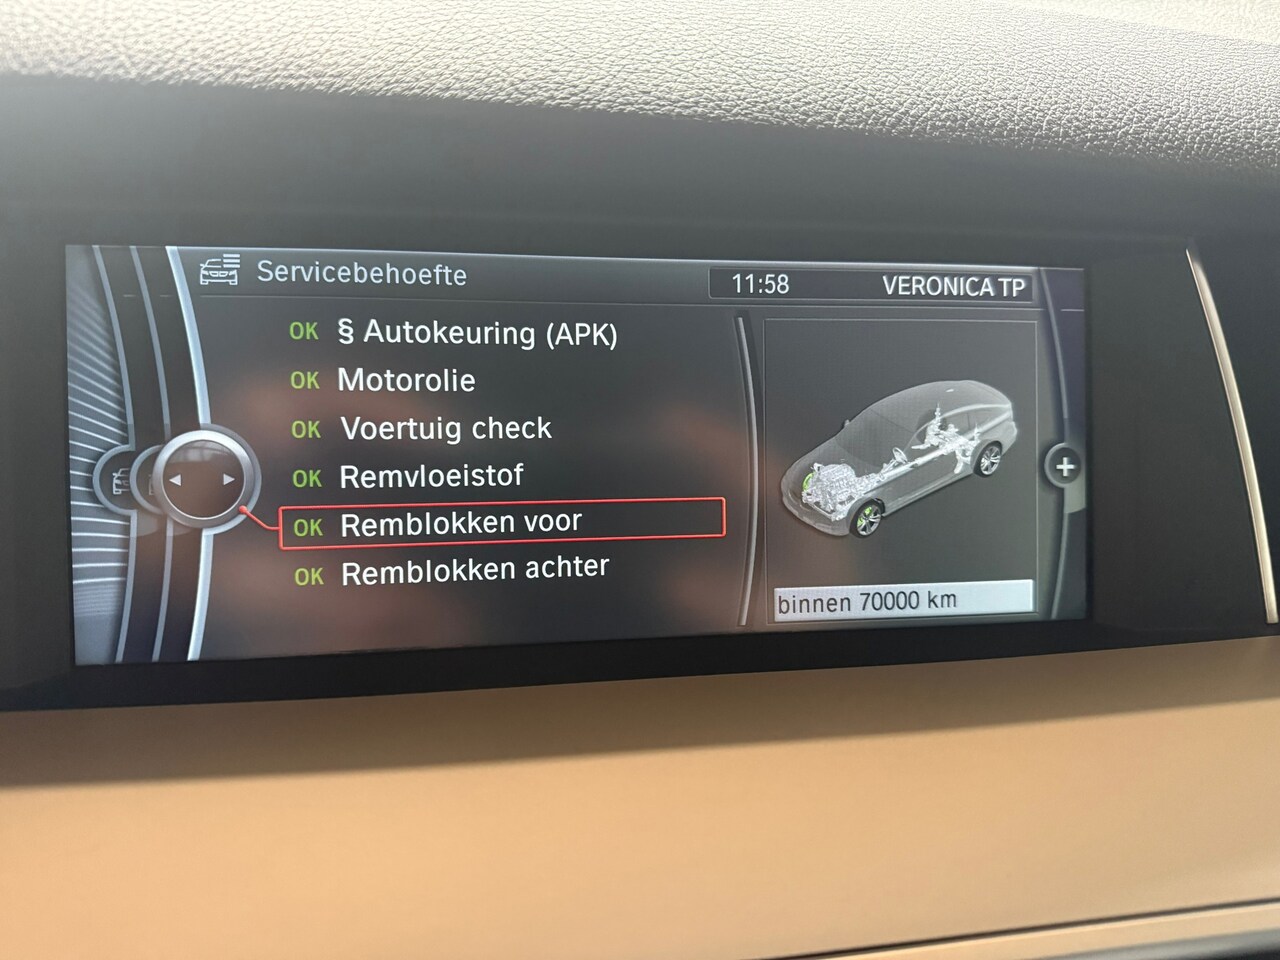 Servicebehoefte
11:58 VERONICA TP
OK § Autokeuring (APK)
OK Motorolie
OK Voertuig check
OK Remvloeistof
OK Remblokken voor
OK Remblokken achter
binnen 70000 km